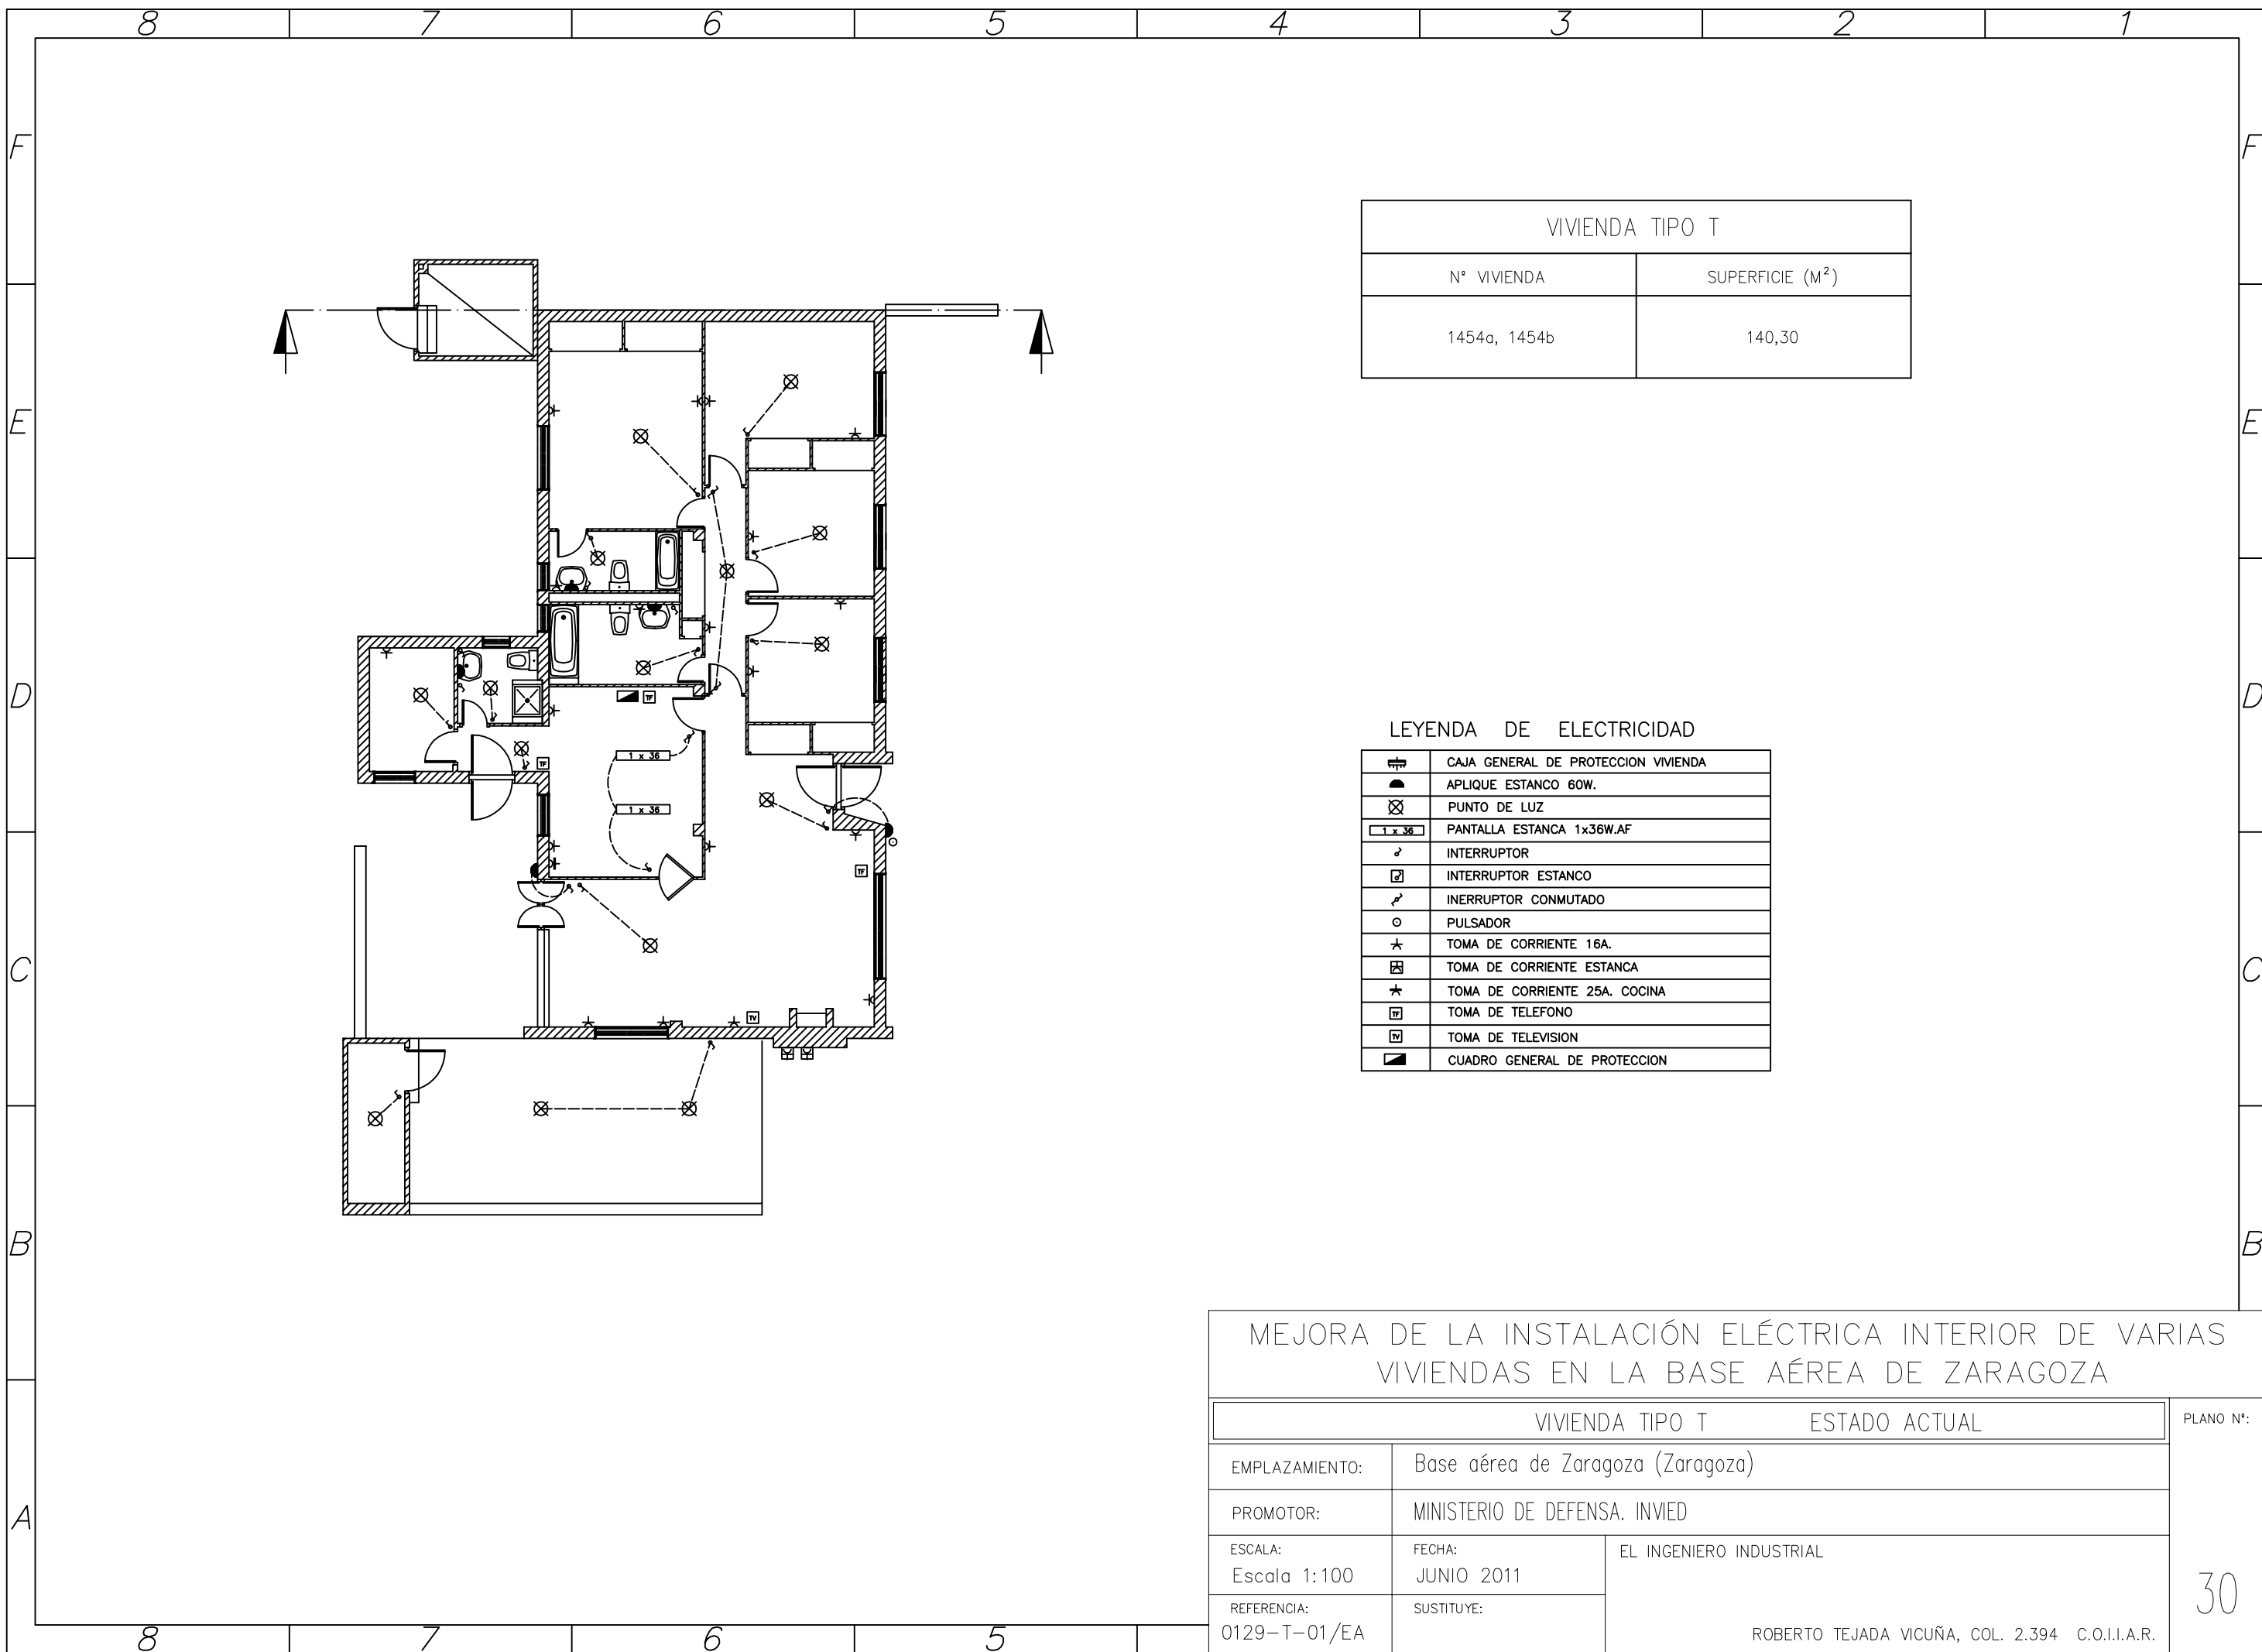 8 7 6 5 4 3 2 1
F F
E E
D D
C C
B B
A
VIVIENDA TIPO T
Nº VIVIENDA SUPERFICIE (M²)
1454a, 1454b 140,30
TF
TF
1 x 36
1 x 36
TF
TV
LEYENDA DE ELECTRICIDAD
CAJA GENERAL DE PROTECCION VIVIENDA
APLIQUE ESTANCO 60W.
PUNTO DE LUZ
1 x 36 PANTALLA ESTANCA 1x36W.AF
INTERRUPTOR
INTERRUPTOR ESTANCO
INERRUPTOR CONMUTADO
PULSADOR
TOMA DE CORRIENTE 16A.
TOMA DE CORRIENTE ESTANCA
TOMA DE CORRIENTE 25A. COCINA
TF TOMA DE TELEFONO
TV TOMA DE TELEVISION
CUADRO GENERAL DE PROTECCION
MEJORA DE LA INSTALACIÓN ELÉCTRICA INTERIOR DE VARIAS
VIVIENDAS EN LA BASE AÉREA DE ZARAGOZA
VIVIENDA TIPO T ESTADO ACTUAL
PLANO Nº:
EMPLAZAMIENTO: Base aérea de Zaragoza (Zaragoza)
PROMOTOR: MINISTERIO DE DEFENSA. INVIED
ESCALA: FECHA: EL INGENIERO INDUSTRIAL
Escala 1:100 JUNIO 2011
30
REFERENCIA: SUSTITUYE:
0129-T-01/EA ROBERTO TEJADA VICUÑA, COL. 2.394 C.O.I.I.A.R.
8 7 6 5